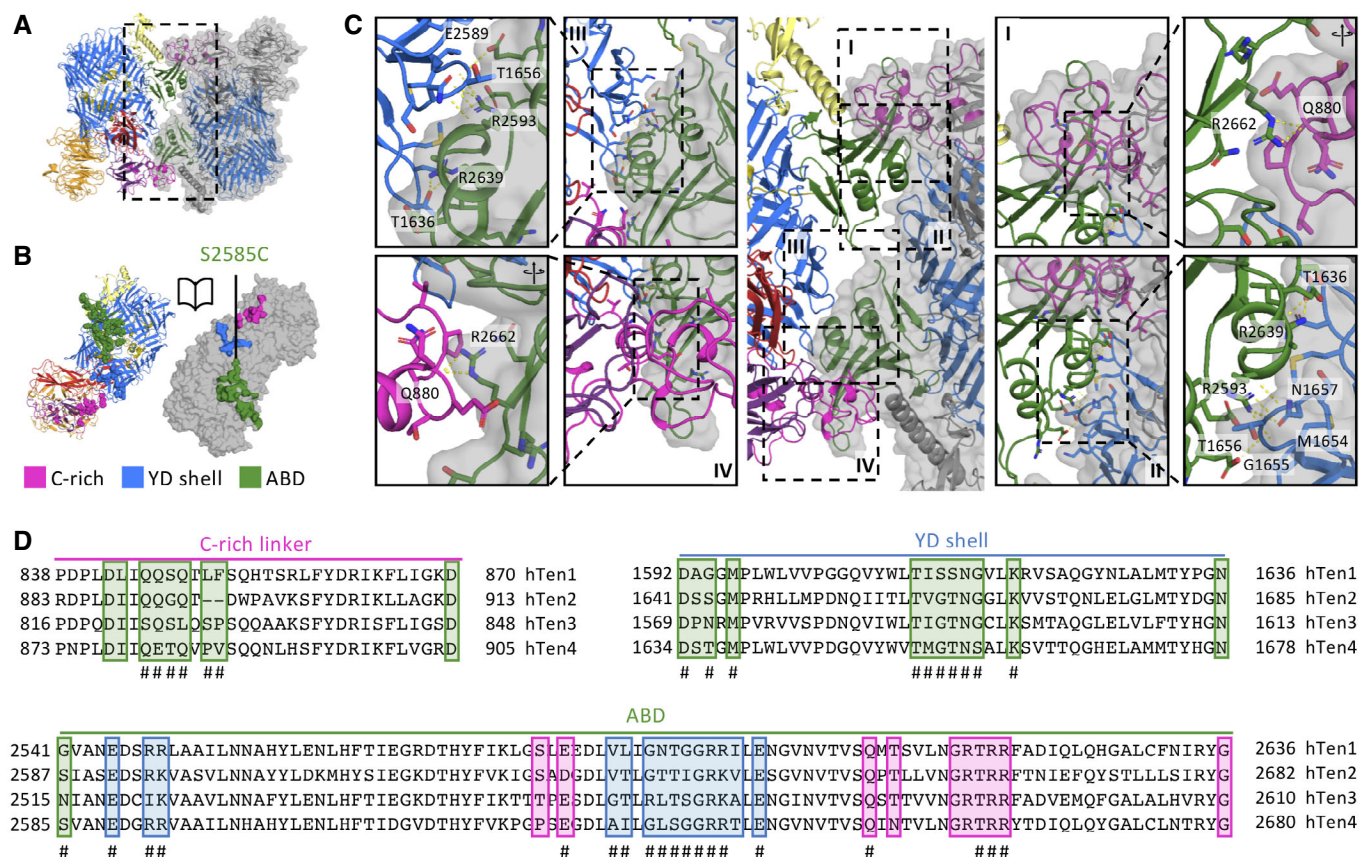 A
B
S2585C
C-rich
YD shell
ABD
C
E2589
T1656
R2593
R2639
T1636
III
I
III
II
III
IV
I
R2662
Q880
R2662
Q880
IV
II
T1636
R2639
R2593
N1657
T1656
M1654
G1655
D
C-rich linker
838 PDPLDLIQQSQTLFSQHTSRLFYDRIKFLIGKD 870 hTen1
883 RDPLDIIQQGQT--DWPAVKSFYDRIKLLAGKD 913 hTen2
816 PDPQDIISQSLQSPSQQAAKSFYDRISFLIGSD 848 hTen3
873 PNPLDIIQETQVPVSQQNLHSFYDRIKFLVGRD 905 hTen4
#### ##
YD shell
1592 DAGGMPLWLVVPGGQVYWLTISSNGVLKRVSAQGYNLALMTYPGN 1636 hTen1
1641 DSSGMPRHLLMPDNQIITLTVGTNGGLKVVSTQNLELGLMTYDGN 1685 hTen2
1569 DPNRMPVRVVSPDNQVIWLTIGTNGCLKSMTAQGLELVLFTYHGN 1613 hTen3
1634 DSTGMPLWLVVPDGQVYWVTMGTNSALKSVTTQGHELAMMTYHGN 1678 hTen4
# # # ###### #
ABD
2541 GVANEDSRRLAAILNNAHYLENLHFTIEGRDTHYFIKLGSLEEDLVLIGNTGGRRILENGVNVTVSQMTSVLNGRTRRFADIQLQHGALCFNIRYG 2636 hTen1
2587 SIASEDSRKVASVLNNAYYLDKMHYSIEGKDTHYFVKIGSADGDLVTLGTTIGRKVLESGVNVTVSQPTLLVNGRTRRFTNIEFQYSTLLLSIRYG 2682 hTen2
2515 NIANEDCIKVAAVLNNAFYLENLHFTIEGKDTHYFIKTTTPESDLGTLRLTSGRKALENGINVTVSQSTTVVNGRTRRFADVEMQFGALALHVRYG 2610 hTen3
2585 SVANEDGRRVAAILNHAHYLENLHFTIDGVDTHYFVKPGPSEGDLAILGLSGGRRTLENGVNVTVSQINTVLNGRTRRYTDIQLQYGALCLNTRYG 2680 hTen4
# # ## # ## ####### # # ###